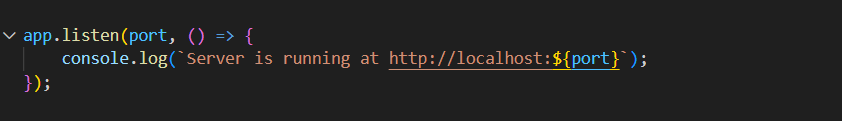 app.listen(port, () => {
    console.log(`Server is running at http://localhost:${port}`);
});